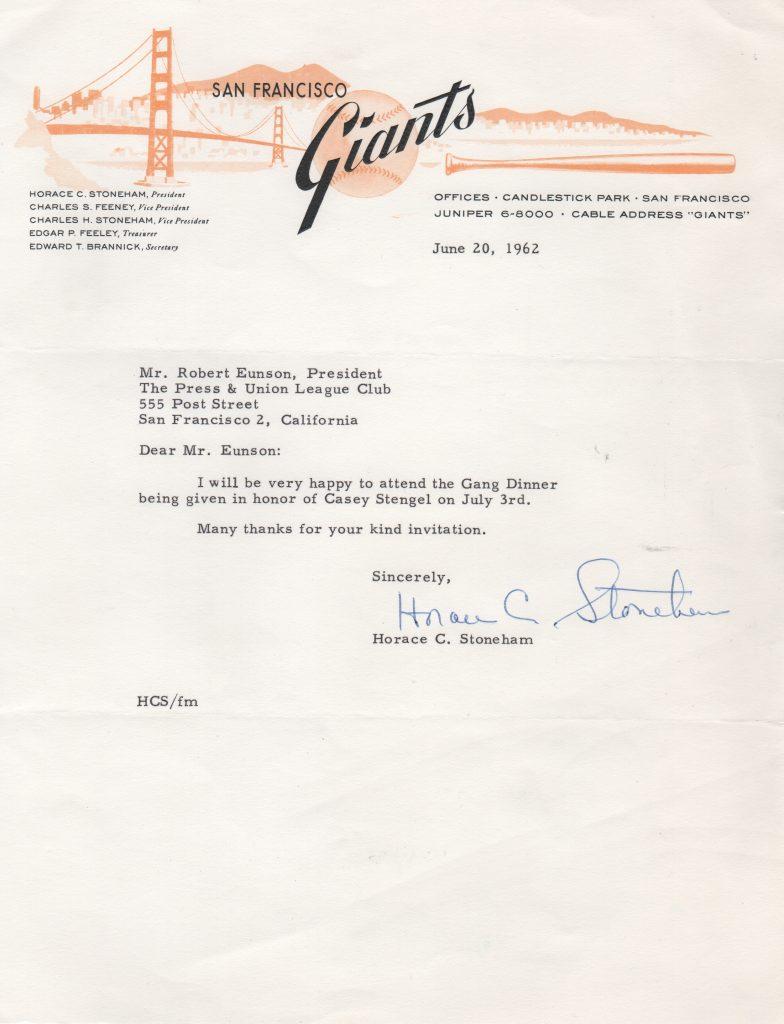 SAN FRANCISCO
Giants
HORACE C. STONEHAM, President
CHARLES S. FEENEY, Vice President
CHARLES H. STONEHAM, Vice President
EDGAR P. FEELEY, Treasurer
EDWARD T. BRANNICK, Secretary
OFFICES · CANDLESTICK PARK · SAN FRANCISCO
JUNIPER 6-8000 · CABLE ADDRESS "GIANTS"
June 20, 1962
Mr. Robert Eunson, President
The Press & Union League Club
555 Post Street
San Francisco 2, California
Dear Mr. Eunson:
I will be very happy to attend the Gang Dinner
being given in honor of Casey Stengel on July 3rd.
Many thanks for your kind invitation.
Sincerely,
Horace C. Stoneham
Horace C. Stoneham
HCS/fm